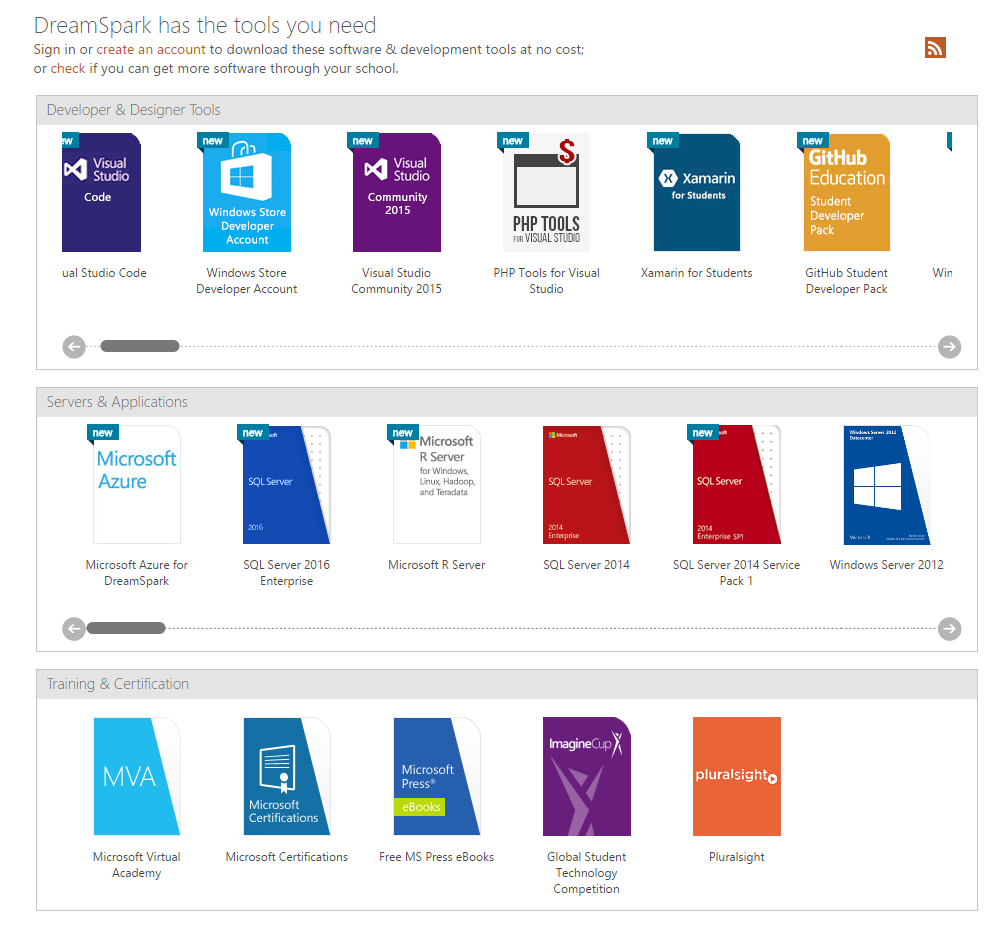 DreamSpark has the tools you need
Sign in or create an account to download these software & development tools at no cost;
or check if you can get more software through your school.
Developer & Designer Tools
ew
Visual
Studio
Code
ual Studio Code
new
Windows Store
Developer
Account
Windows Store
Developer Account
new
Visual
Studio
Community
2015
Visual Studio
Community 2015
new
$
PHP TOOLS
FOR VISUAL STUDIO
PHP Tools for Visual
Studio
new
Xamarin
for Students
Xamarin for Students
new
GitHub
Education
Student
Developer
Pack
GitHub Student
Developer Pack
Win
Servers & Applications
new
Microsoft
Azure
Microsoft Azure for
DreamSpark
new
SQL Server
2016
SQL Server 2016
Enterprise
new
Microsoft
R Server
for Windows,
Linux, Hadoop,
and Teradata
Microsoft R Server
Microsoft
SQL Server
2014
Enterprise
SQL Server 2014
new
SQL Server
2014
Enterprise SP1
SQL Server 2014 Service
Pack 1
Windows Server 2012
Datacenter
Microsoft
Windows Server 2012
Training & Certification
MVA
Microsoft Virtual
Academy
Microsoft
Certifications
Microsoft Certifications
Microsoft
Press®
eBooks
Free MS Press eBooks
ImagineCup
Global Student
Technology
Competition
pluralsight
Pluralsight